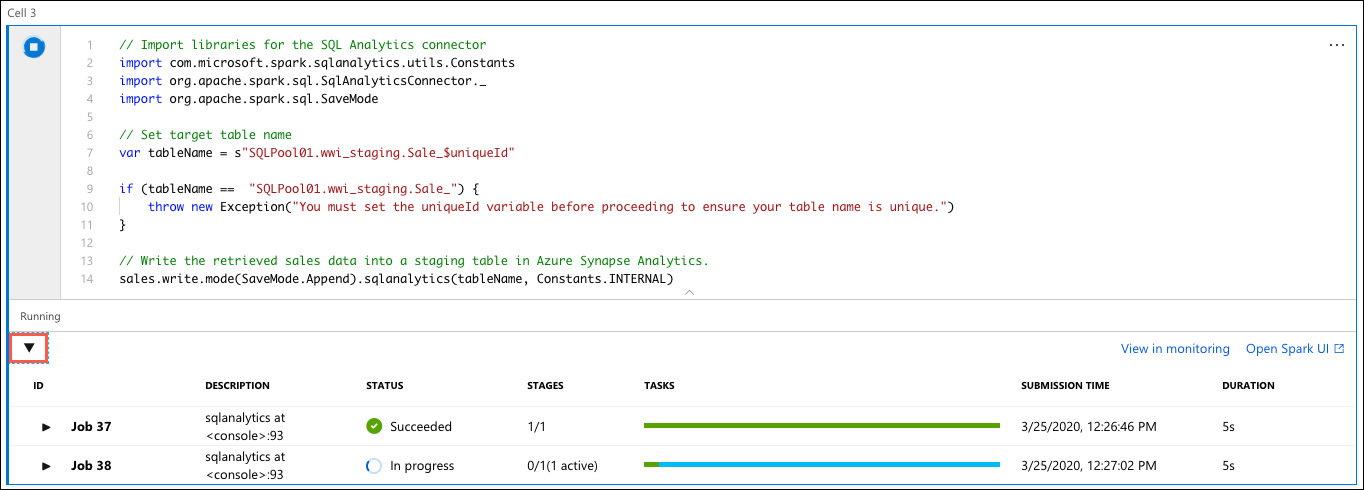 Cell 3
1 // Import libraries for the SQL Analytics connector
2 import com.microsoft.spark.sqlanalytics.utils.Constants
3 import org.apache.spark.sql.SqlAnalyticsConnector._
4 import org.apache.spark.sql.SaveMode
5
6 // Set target table name
7 var tableName = s"SQLPool01.wwi_staging.Sale_$uniqueId"
8
9 if (tableName ==  "SQLPool01.wwi_staging.Sale_") {
10     throw new Exception("You must set the uniqueId variable before proceeding to ensure your table name is unique.")
11 }
12
13 // Write the retrieved sales data into a staging table in Azure Synapse Analytics.
14 sales.write.mode(SaveMode.Append).sqlanalytics(tableName, Constants.INTERNAL)
Running
View in monitoring Open Spark UI
ID DESCRIPTION STATUS STAGES TASKS SUBMISSION TIME DURATION
Job 37 sqlanalytics at Succeeded 1/1 3/25/2020, 12:26:46 PM 5s
<console>:93
Job 38 sqlanalytics at In progress 0/1(1 active) 3/25/2020, 12:27:02 PM 5s
<console>:93